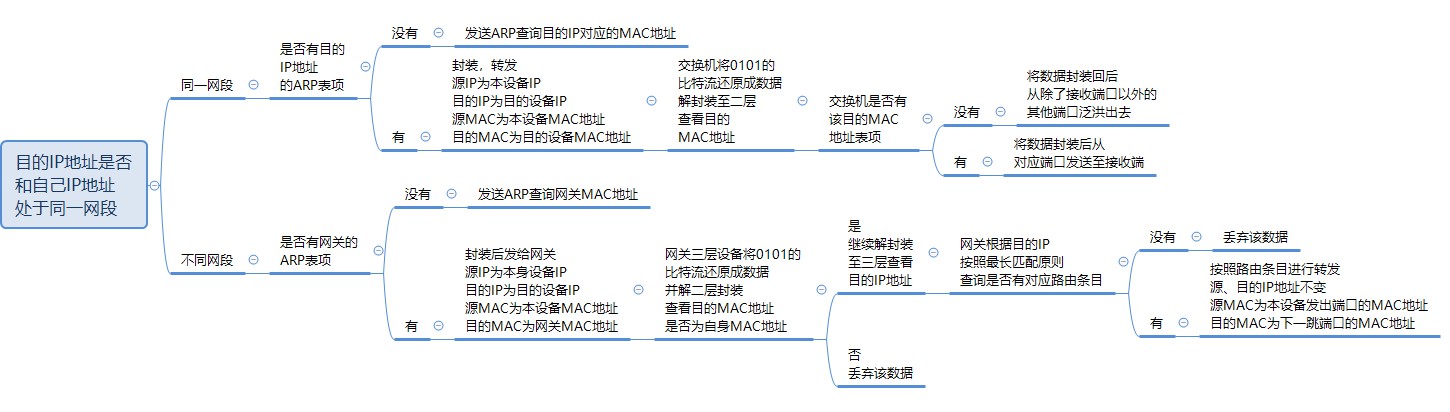 目的IP地址是否
和自己IP地址
处于同一网段
同一网段
是否有目的
IP地址
的ARP表项
没有
发送ARP查询目的IP对应的MAC地址
有
封装，转发
源IP为本设备IP
目的IP为目的设备IP
源MAC为本设备MAC地址
目的MAC为目的设备MAC地址
交换机将0101的
比特流还原成数据
解封装至二层
查看目的
MAC地址
交换机是否有
该目的MAC
地址表项
没有
将数据封装回后
从除了接收端口以外的
其他端口泛洪出去
有
将数据封装后从
对应端口发送至接收端
不同网段
是否有网关的
ARP表项
没有
发送ARP查询网关MAC地址
有
封装后发给网关
源IP为本身设备IP
目的IP为目的设备IP
源MAC为本设备MAC地址
目的MAC为网关MAC地址
网关三层设备将0101的
比特流还原成数据
并解二层封装
查看目的MAC地址
是否为自身MAC地址
是
继续解封装
至三层查看
目的IP地址
网关根据目的IP
按照最长匹配原则
查询是否有对应路由条目
没有
丢弃该数据
有
按照路由条目进行转发
源、目的IP地址不变
源MAC为本设备发出端口的MAC地址
目的MAC为下一跳端口的MAC地址
否
丢弃该数据